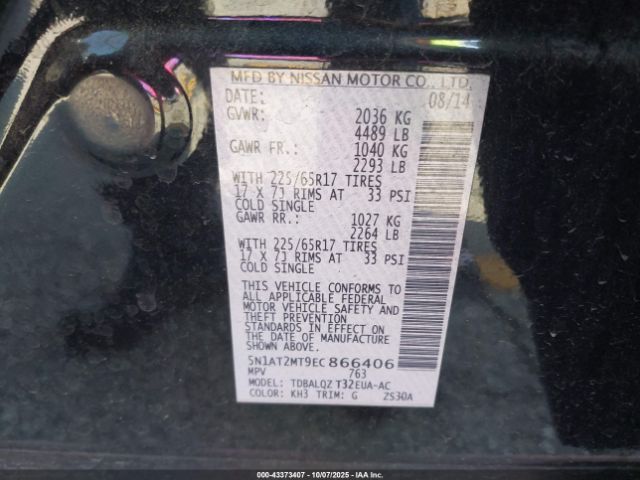 MFD BY NISSAN MOTOR CO., LTD.
DATE: 08/14
GVWR: 2036 KG
4489 LB
GAWR FR.: 1040 KG
2293 LB
WITH 225/65R17 TIRES
17 X 7J RIMS AT 33 PSI
COLD SINGLE
GAWR RR.: 1027 KG
2264 LB
WITH 225/65R17 TIRES
17 X 7J RIMS AT 33 PSI
COLD SINGLE
THIS VEHICLE CONFORMS TO
ALL APPLICABLE FEDERAL
MOTOR VEHICLE SAFETY AND
THEFT PREVENTION
STANDARDS IN EFFECT ON
THE DATE OF MANUFACTURE
SHOWN ABOVE.
5N1AT2MT9EC866406
MPV 763
MODEL: TDBALQZ T32EUA-AC
COLOR: KH3 TRIM: G ZS30A
000-43373407 - 10/07/2025 - IAAI, Inc.